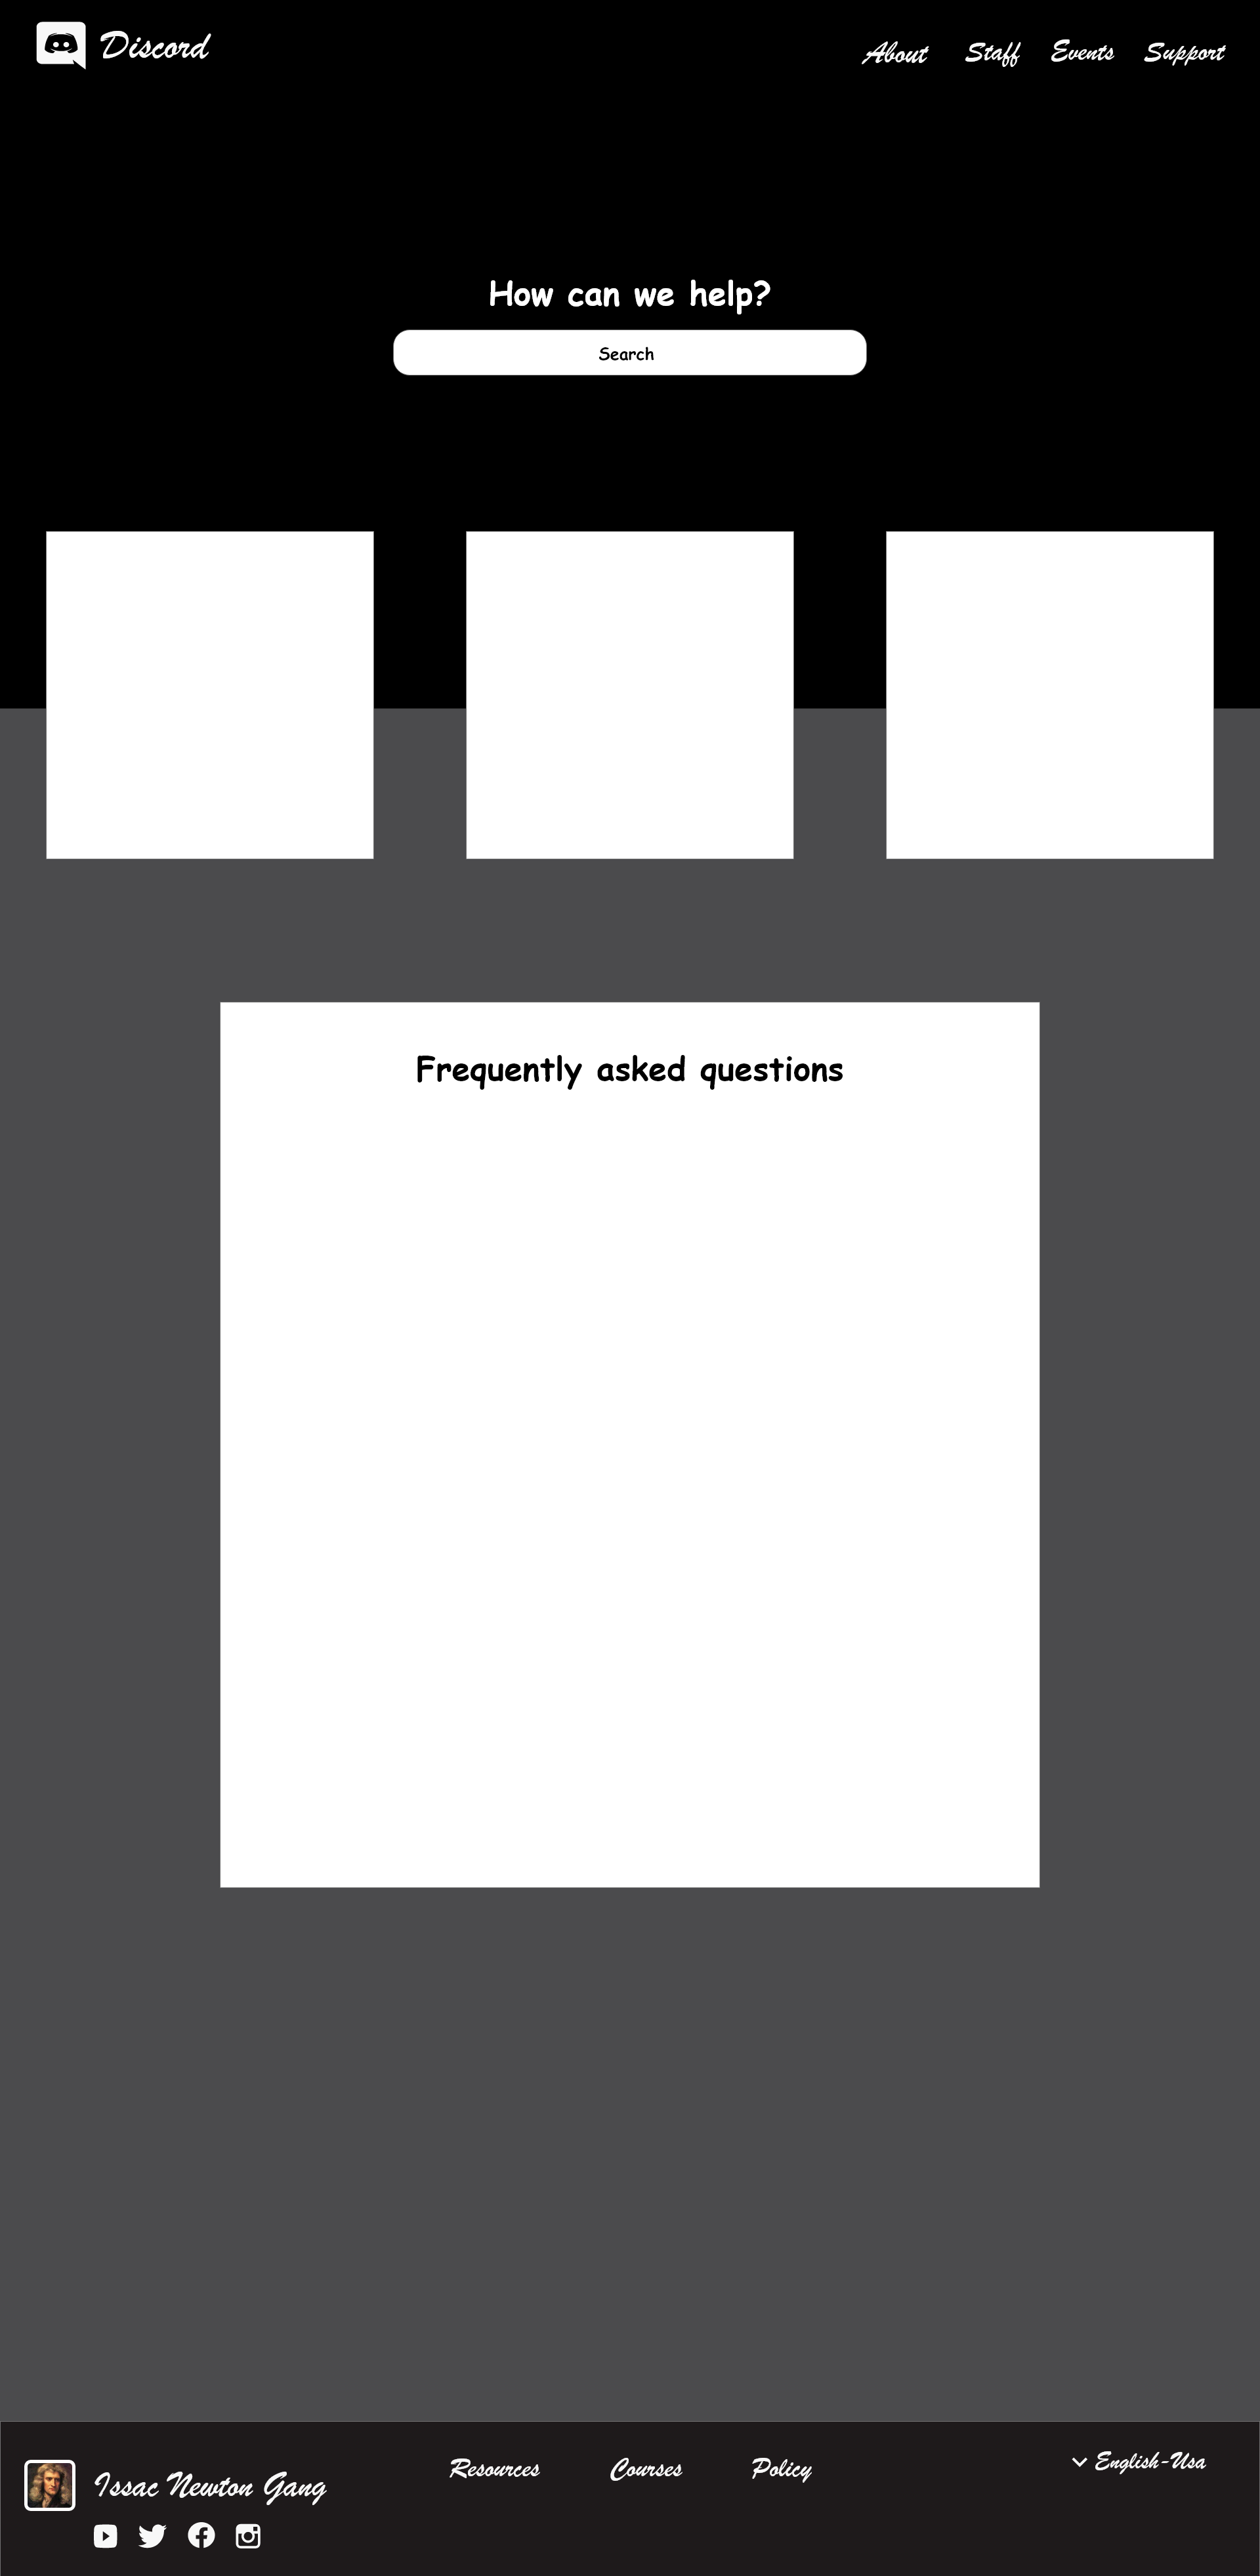 Discord
About Staff Events Support
How can we help?
Search
Frequently asked questions
Resources Courses Policy
English-Usa
Issac Newton Gang